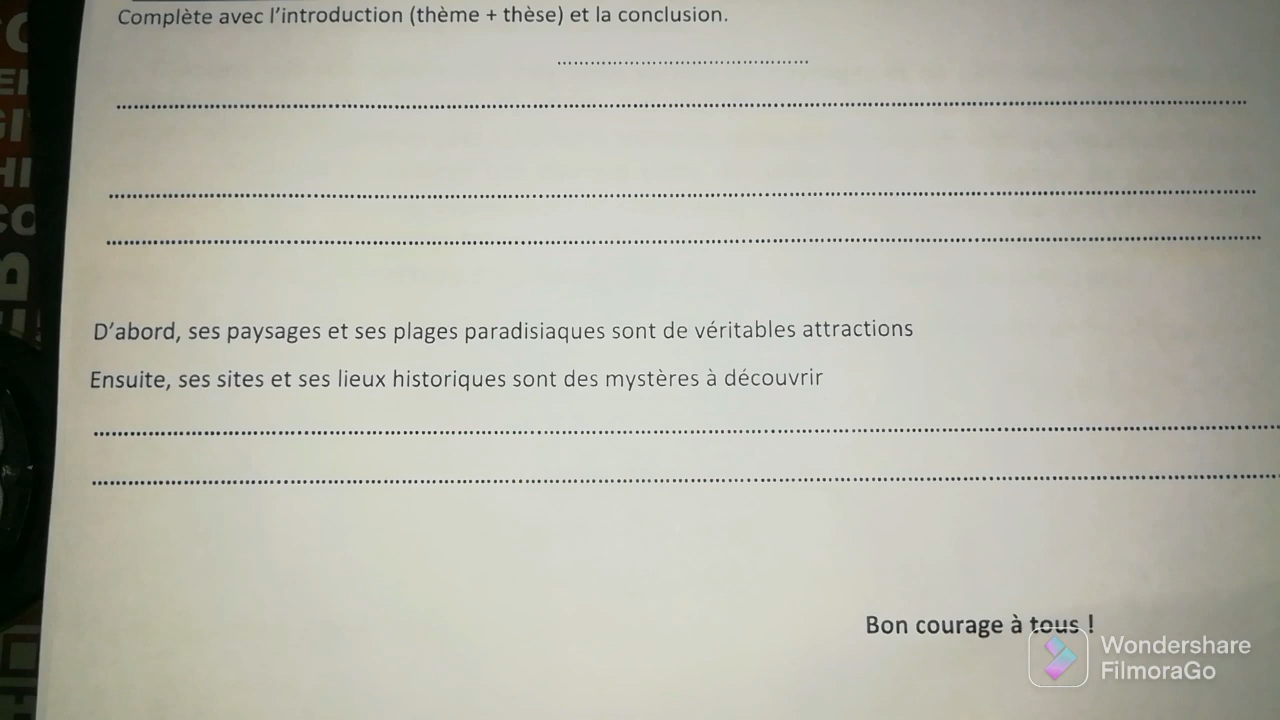 Complète avec l'introduction (thème + thèse) et la conclusion.
D'abord, ses paysages et ses plages paradisiaques sont de véritables attractions
Ensuite, ses sites et ses lieux historiques sont des mystères à découvrir
Bon courage à tous !
Wondershare
FilmoraGo